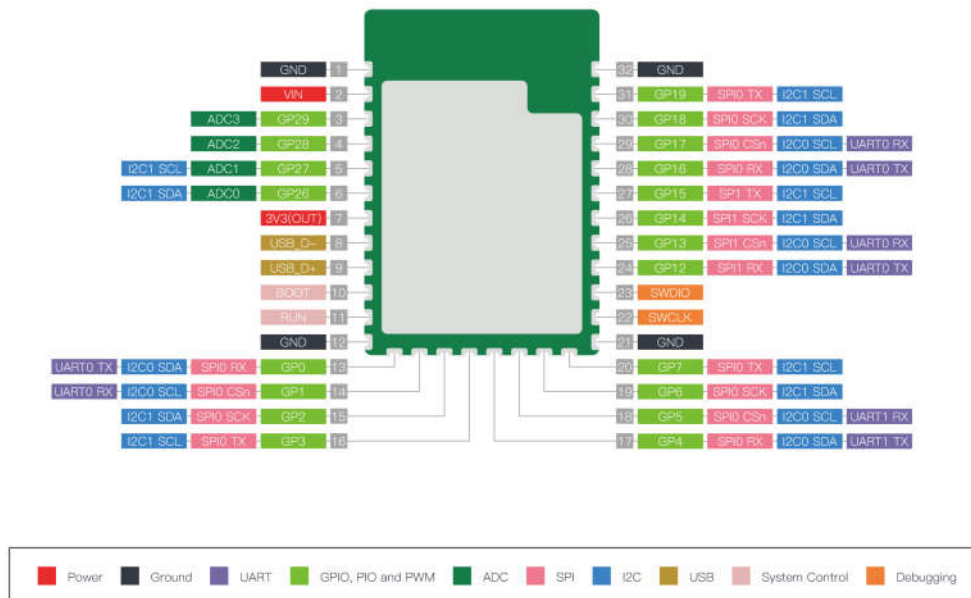 GND 1 32 GND
VIN 2 31 GP19 SPI0 TX I2C1 SCL
ADC3 GP29 3 30 GP18 SPI0 SCK I2C1 SDA
ADC2 GP28 4 29 GP17 SPI0 CSn I2C0 SCL UART0 RX
I2C1 SCL ADC1 GP27 5 28 GP16 SPI0 RX I2C0 SDA UART0 TX
I2C1 SDA ADC0 GP26 6 27 GP15 SP1 TX I2C1 SCL
3V3(OUT) 7 26 GP14 SPI1 SCK I2C1 SDA
USB_D- 8 25 GP13 SPI1 CSn I2C0 SCL UART0 RX
USB_D+ 9 24 GP12 SPI1 RX I2C0 SDA UART0 TX
BOOT 10 23 SWDIO
RUN 11 22 SWCLK
GND 12 21 GND
UART0 TX I2C0 SDA SPI0 RX GP0 13 20 GP7 SPI0 TX I2C1 SCL
UART0 RX I2C0 SCL SPI0 CSn GP1 14 19 GP6 SPI0 SCK I2C1 SDA
I2C1 SDA SPI0 SCK GP2 15 18 GP5 SPI0 CSn I2C0 SCL UART1 RX
I2C1 SCL SPI0 TX GP3 16 17 GP4 SPI0 RX I2C0 SDA UART1 TX
Power Ground UART GPIO, PIO and PWM ADC SPI I2C USB System Control Debugging